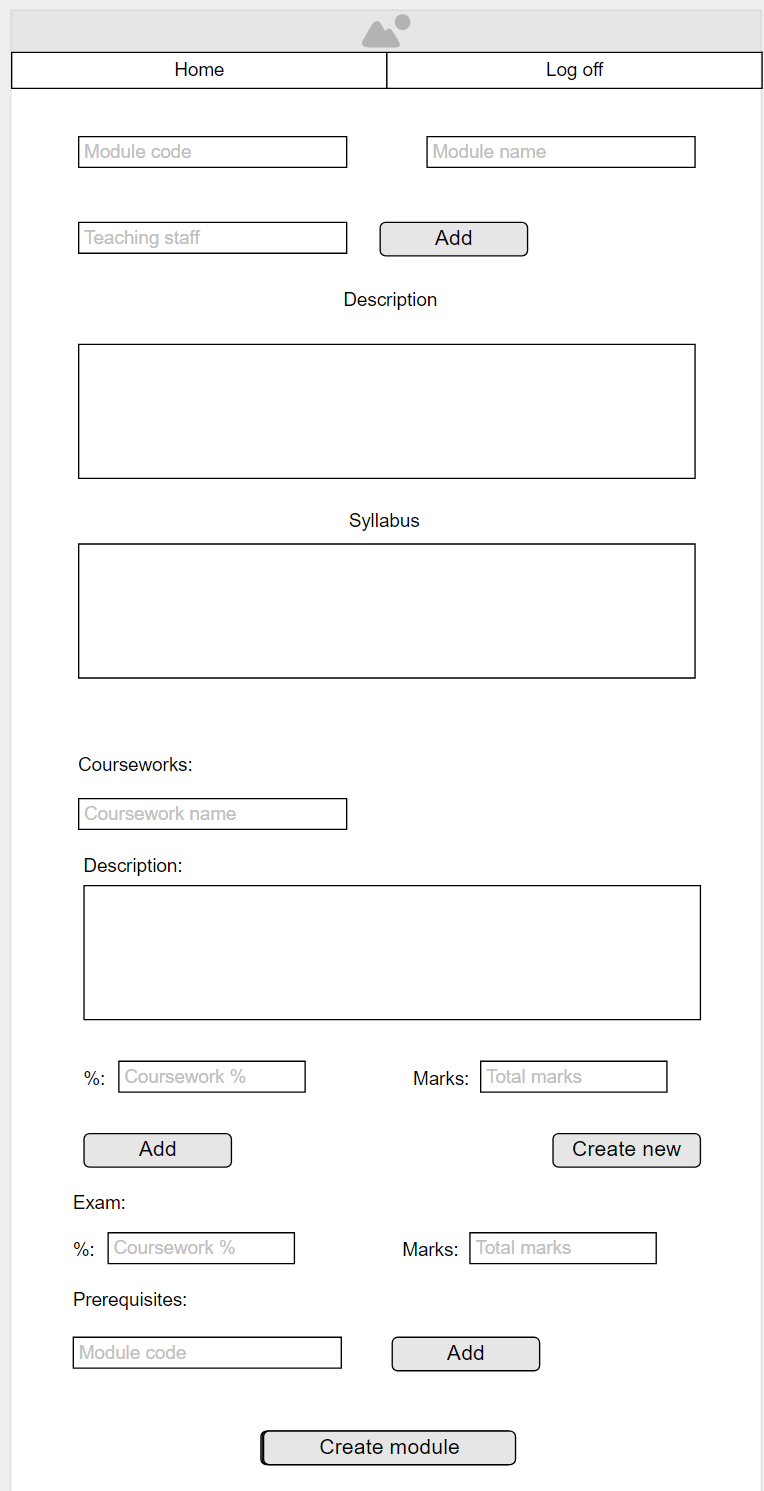 Home Log off
Module code Module name
Teaching staff Add
Description
Syllabus
Courseworks:
Coursework name
Description:
%: Coursework % Marks: Total marks
Add Create new
Exam:
%: Coursework % Marks: Total marks
Prerequisites:
Module code Add
Create module